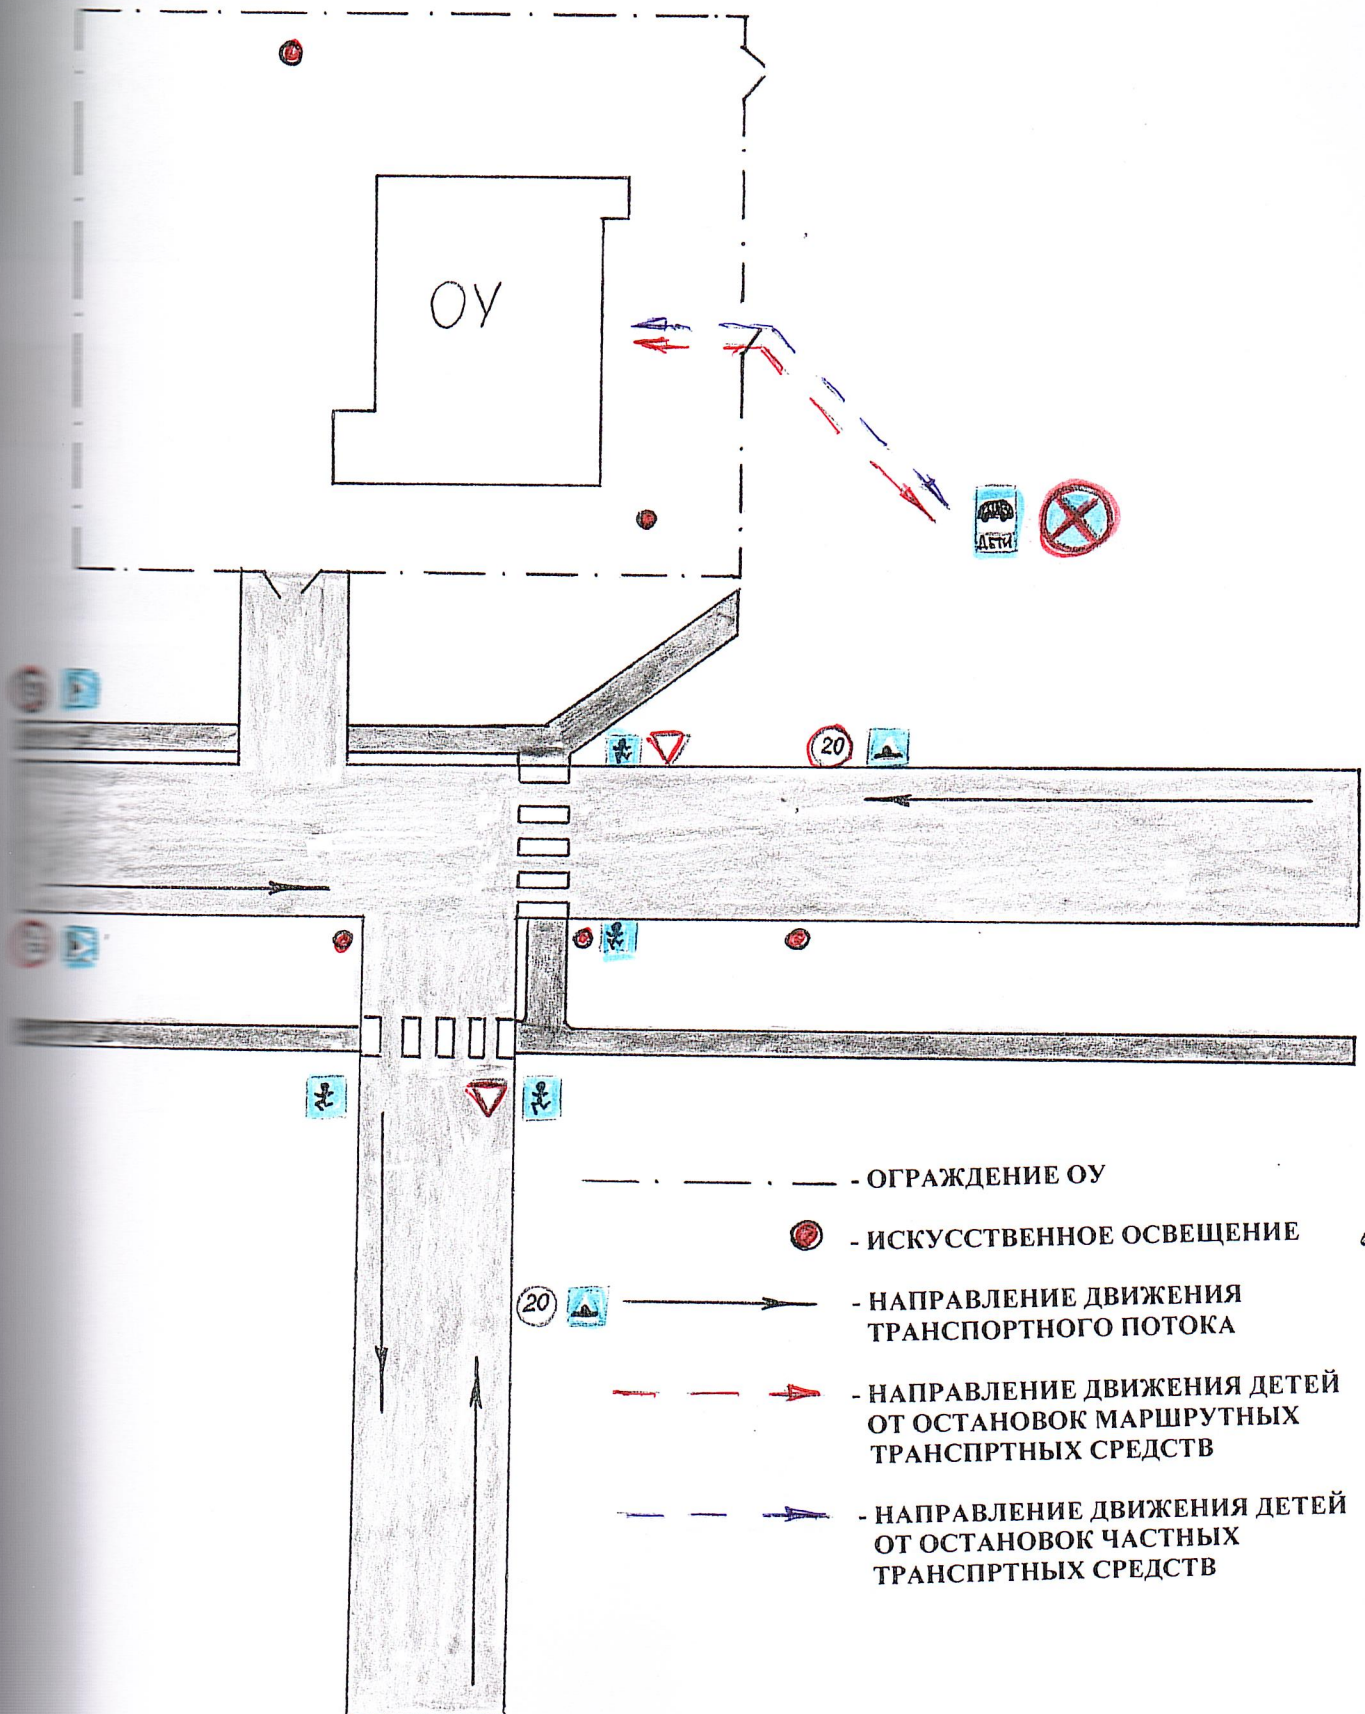 ОУ
ДЕТИ
20
- ОГРАЖДЕНИЕ ОУ
- ИСКУССТВЕННОЕ ОСВЕЩЕНИЕ
20
- НАПРАВЛЕНИЕ ДВИЖЕНИЯ
ТРАНСПОРТНОГО ПОТОКА
- НАПРАВЛЕНИЕ ДВИЖЕНИЯ ДЕТЕЙ
ОТ ОСТАНОВОК МАРШРУТНЫХ
ТРАНСПРТНЫХ СРЕДСТВ
- НАПРАВЛЕНИЕ ДВИЖЕНИЯ ДЕТЕЙ
ОТ ОСТАНОВОК ЧАСТНЫХ
ТРАНСПРТНЫХ СРЕДСТВ